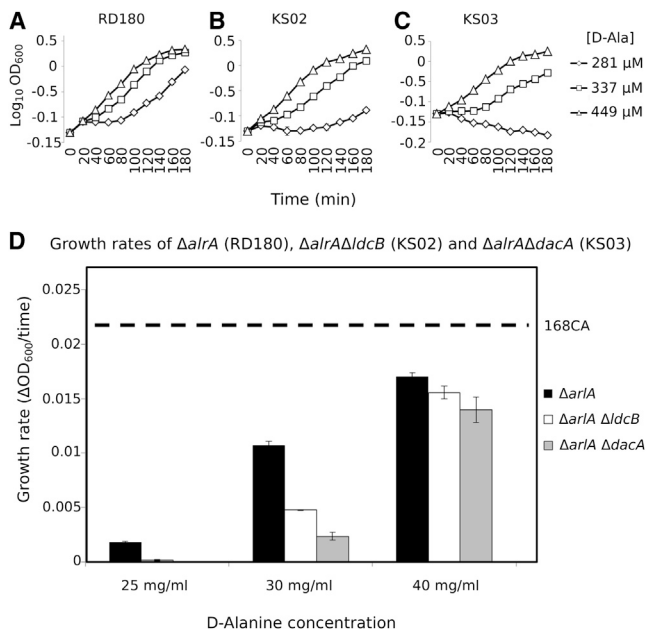 A RD180
B KS02
C KS03
Log10 OD600
0.5
0
-0.05
-0.1
-0.15
0.5
0
-0.05
-0.1
-0.15
0.5
0
-0.05
-0.1
-0.15
-0.2
0 20 40 60 80 100 120 140 160 180
0 20 40 60 80 100 120 140 160 180
0 20 40 60 80 100 120 140 160 180
[D-Ala]
281 μM
337 μM
449 μM
Time (min)
D Growth rates of ΔalrA (RD180), ΔalrAΔldcB (KS02) and ΔalrAΔdacA (KS03)
Growth rate (ΔOD600/time)
0.025
0.02
0.015
0.01
0.005
0
168CA
ΔarlA
ΔarlA ΔldcB
ΔarlA ΔdacA
25 mg/ml
30 mg/ml
40 mg/ml
D-Alanine concentration